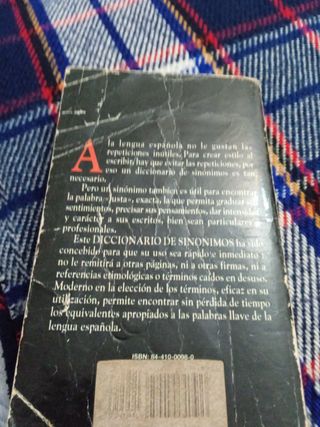 A la lengua española no le gustan las
repeticiones inútiles. Para crear estilo al
escribir hay que evitar las repeticiones, por
eso un diccionario de sinónimos es tan
necesario.
Pero un sinónimo también es útil para encontrar
la palabra «justa», exacta, la que permita graduar sus
sentimientos, precisar sus pensamientos, dar intensidad
y carácter a sus escritos, bien sean particulares o
profesionales.
Este DICCIONARIO DE SINONIMOS ha sido
concebido para que su uso sea rápido e inmediato y
no le remitirá a otras páginas, ni a otras firmas, ni a
referencias etimológicas o términos caídos en desuso.
Moderno en la elección de los términos, eficaz en su
utilización, permite encontrar sin pérdida de tiempo
los equivalentes apropiados a las palabras llave de la
lengua española.
ISBN: 84-410-0098-0